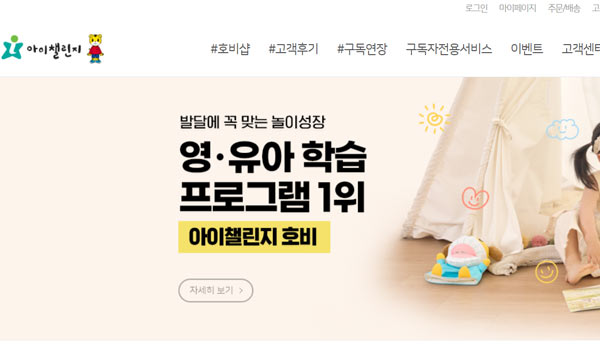 로그인 마이페이지 주문/배송
아이챌린지 #호비샵 #고객후기 #구독연장 구독자전용서비스 이벤트 고객센터
발달에 꼭 맞는 놀이성장
영·유아 학습
프로그램 1위
아이챌린지 호비
자세히 보기 >